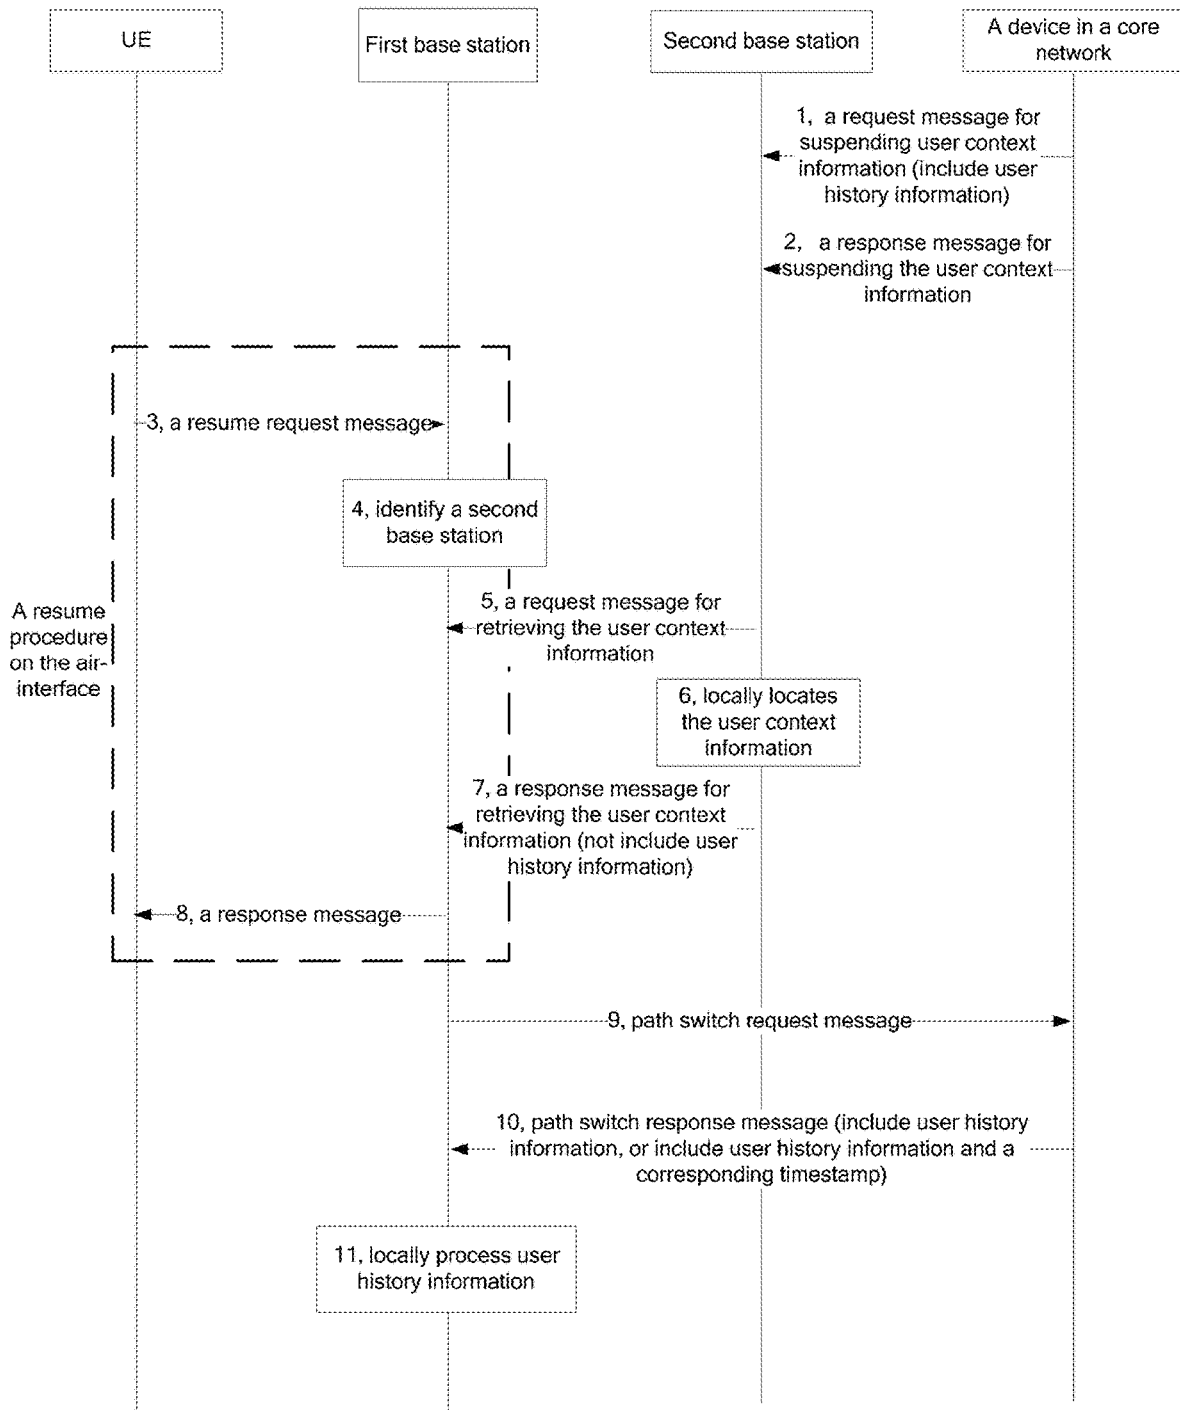 UE
First base station
Second base station
A device in a core
network
1,  a request message for
suspending user context
information (include user
history information)
2,   a response message for
suspending the user context
information
3, a resume request message
4, identify a second
base station
5, a request message for
retrieving the user context
information
A resume
procedure
on the air-
interface
6, locally locates
the user context
information
7, a response message for
retrieving the user context
information (not include user
history information)
8, a response message
9, path switch request message
10, path switch response message (include user history
information, or include user history information and a
corresponding timestamp)
11, locally process user
history information